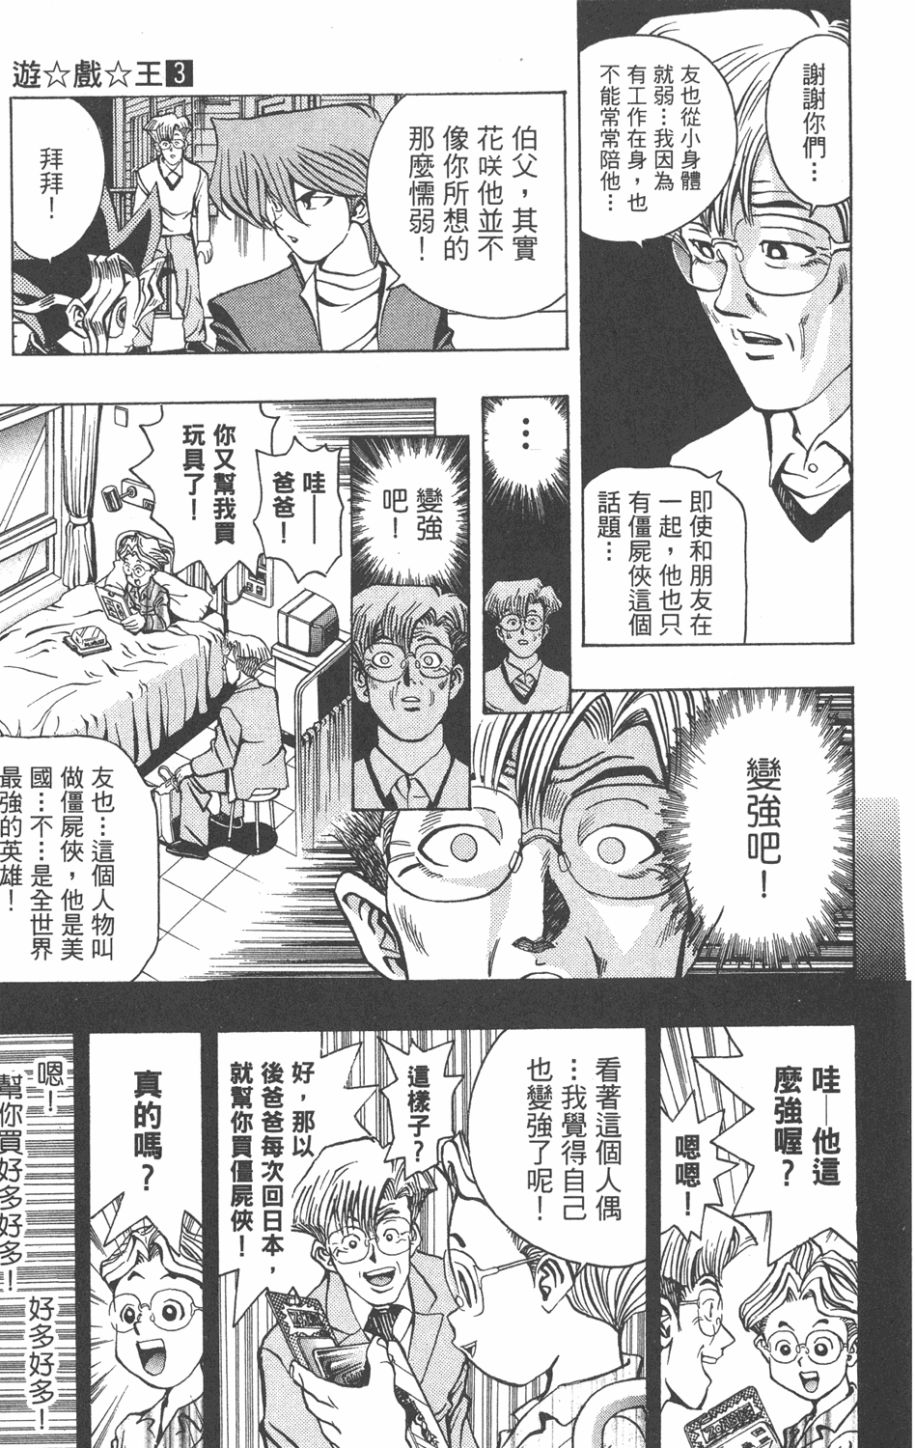 遊☆戲☆王3
謝謝你們…
友也從小身體
就弱…我因為
有工作在身，也
不能常常陪他…
即使和朋友在
一起，他也只
有僵屍俠這個
話題…
伯父，其實
花咲他並不
像你所想的
那麼懦弱！
拜拜！
…
變強
吧！
變強吧！
哇——
爸爸！
你又幫我買
玩具了！
友也…這個人物叫
做僵屍俠，他是美
國…不…是全世界
最強的英雄！
哇—他這
麼強喔？
嗯嗯！
看著這個人偶
…我覺得自己
也變強了呢！
這樣子？
好，那以
後爸爸每次回日本，
就幫你買僵屍俠！
真的嗎？
嗯！
幫你買好多好多！
好多好多！